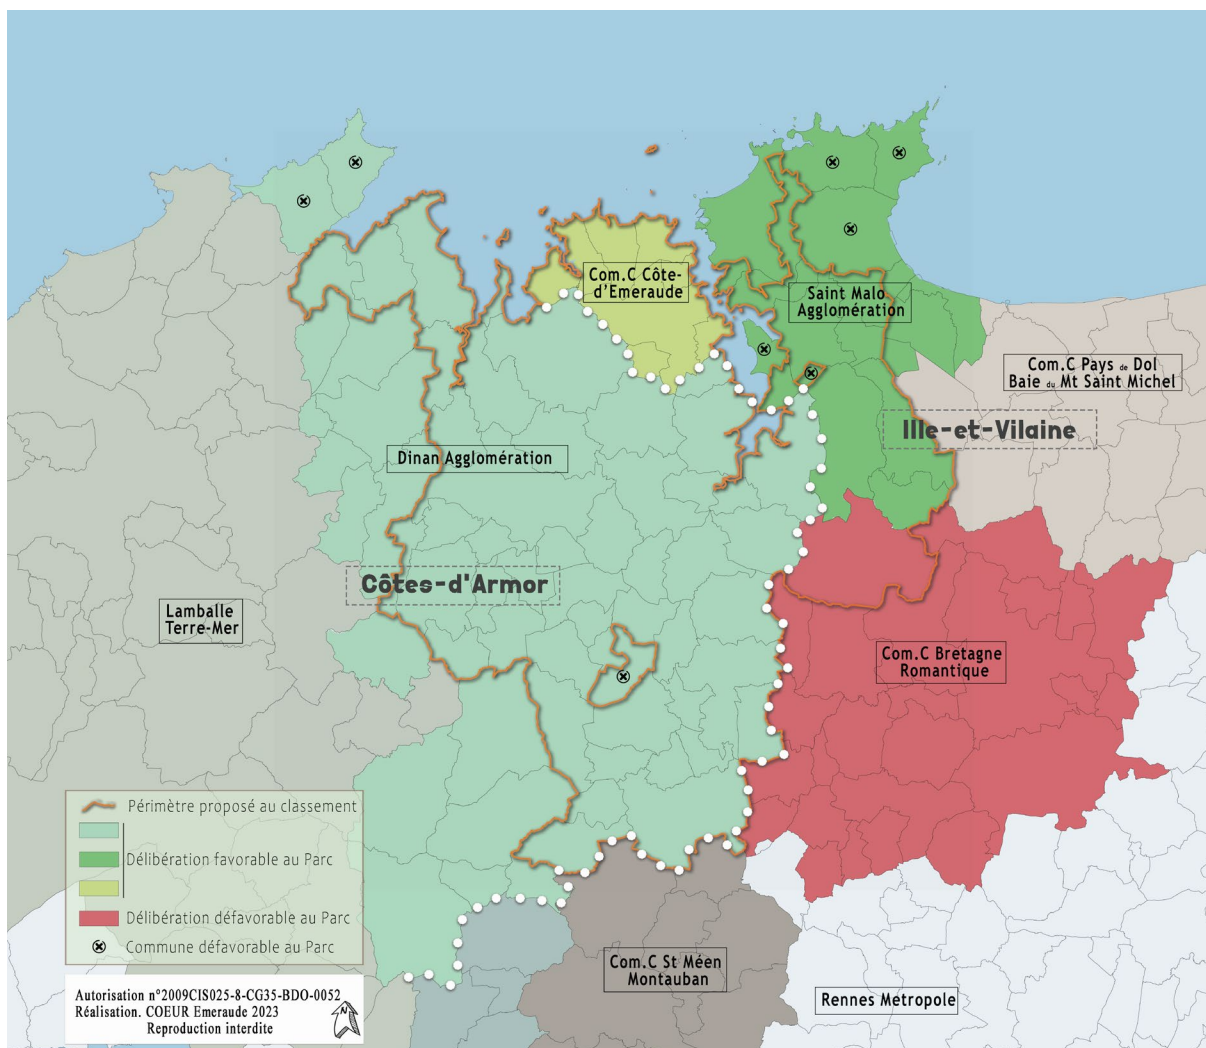 Com.C Côte-
d'Emeraude
Saint Malo
Agglomération
Com.C Pays de Dol
Baie du Mt Saint Michel
Ille-et-Vilaine
Dinan Agglomération
Côtes-d'Armor
Lamballe
Terre-Mer
Com.C Bretagne
Romantique
Périmètre proposé au classement
Délibération favorable au Parc
Délibération défavorable au Parc
Commune défavorable au Parc
Com.C St Méen
Montauban
Rennes Metropole
Autorisation n°2009CIS025-8-CG35-BDO-0052
Réalisation. COEUR Emeraude 2023
Reproduction interdite
N